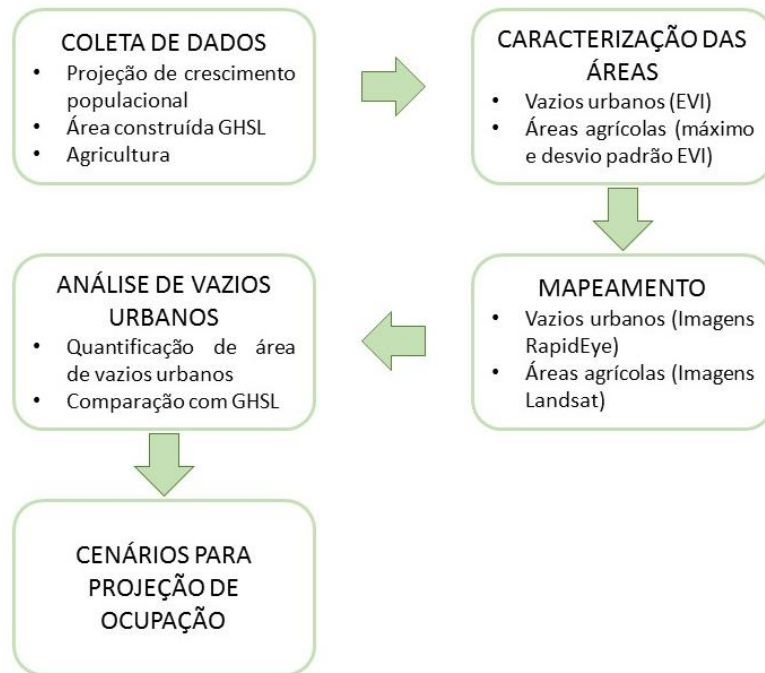 COLETA DE DADOS
• Projeção de crescimento
populacional
• Área construída GHSL
• Agricultura
CARACTERIZAÇÃO DAS
ÁREAS
• Vazios urbanos (EVI)
• Áreas agrícolas (máximo
e desvio padrão EVI)
MAPEAMENTO
• Vazios urbanos (Imagens
RapidEye)
• Áreas agrícolas (Imagens
Landsat)
ANÁLISE DE VAZIOS
URBANOS
• Quantificação de área
de vazios urbanos
• Comparação com GHSL
CENÁRIOS PARA
PROJEÇÃO DE
OCUPAÇÃO